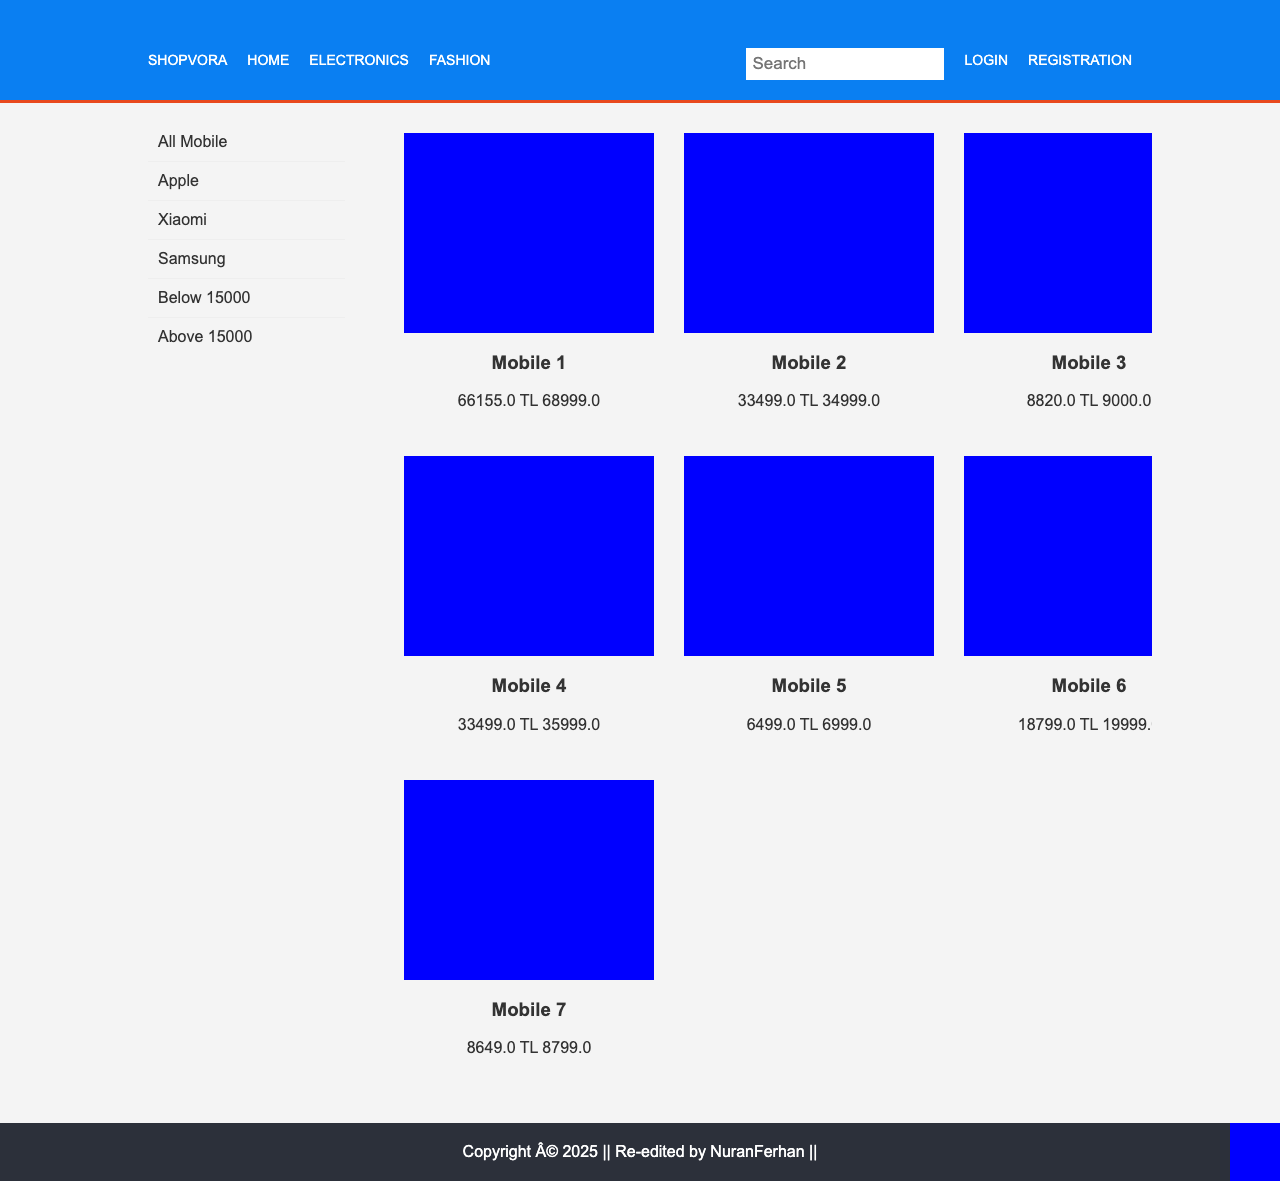 SHOPVORA HOME ELECTRONICS FASHION Search LOGIN REGISTRATION
All Mobile
Apple
Xiaomi
Samsung
Below 15000
Above 15000
Mobile 1
66155.0 TL 68999.0
Mobile 2
33499.0 TL 34999.0
Mobile 3
8820.0 TL 9000.0
Mobile 4
33499.0 TL 35999.0
Mobile 5
6499.0 TL 6999.0
Mobile 6
18799.0 TL 19999.
Mobile 7
8649.0 TL 8799.0
Copyright Â© 2025 || Re-edited by NuranFerhan ||